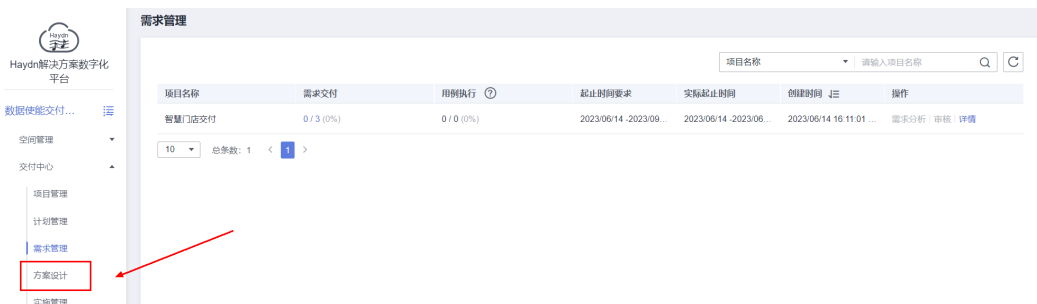 需求管理
Haydn
Haydn解决方案数字化
平台
数据使能交付...
空间管理
交付中心
项目管理
计划管理
需求管理
方案设计
实施管理
项目名称
请输入项目名称
项目名称 需求交付 用例执行 ? 起止时间要求 实际起止时间 创建时间 操作
智慧门店交付 0 / 3 (0%) 0 / 0 (0%) 2023/06/14 -2023/09... 2023/06/14 -2023/06... 2023/06/14 16:11:01 ... 需求分析 审核 详情
10 总条数: 1 < 1 >